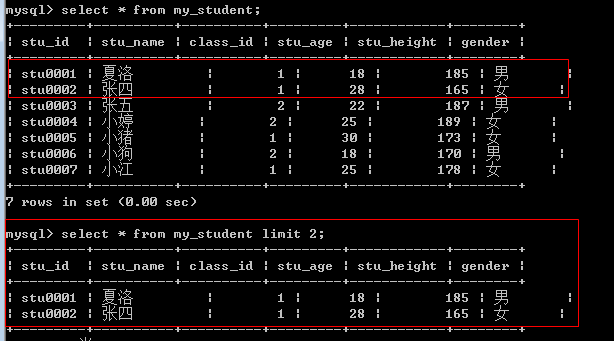 mysql> select * from my_student;
+---------+----------+----------+---------+------------+--------+
| stu_id  | stu_name | class_id | stu_age | stu_height | gender |
+---------+----------+----------+---------+------------+--------+
| stu0001 | 夏洛 | 1 | 18 | 185 | 男 |
| stu0002 | 张四 | 1 | 28 | 165 | 女 |
| stu0003 | 张五 | 2 | 22 | 187 | 男 |
| stu0004 | 小婷 | 2 | 25 | 189 | 女 |
| stu0005 | 小猪 | 1 | 30 | 173 | 女 |
| stu0006 | 小狗 | 2 | 18 | 170 | 男 |
| stu0007 | 小江 | 1 | 25 | 178 | 女 |
+---------+----------+----------+---------+------------+--------+
7 rows in set (0.00 sec)
mysql> select * from my_student limit 2;
+---------+----------+----------+---------+------------+--------+
| stu_id  | stu_name | class_id | stu_age | stu_height | gender |
+---------+----------+----------+---------+------------+--------+
| stu0001 | 夏洛 | 1 | 18 | 185 | 男 |
| stu0002 | 张四 | 1 | 28 | 165 | 女 |
+---------+----------+----------+---------+------------+--------+